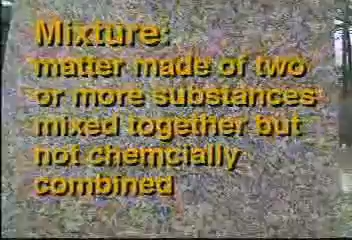 Mixture:
matter made of two
or more substances
mixed together but
not chemcially
combined